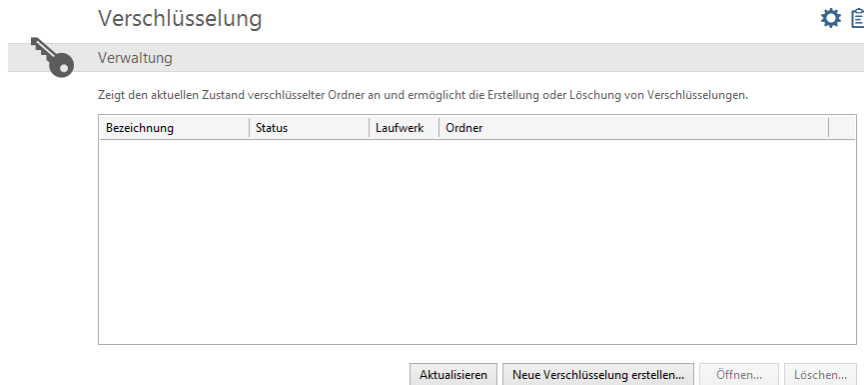 Verschlüsselung
Verwaltung
Zeigt den aktuellen Zustand verschlüsselter Ordner an und ermöglicht die Erstellung oder Löschung von Verschlüsselungen.
Bezeichnung Status Laufwerk Ordner
Aktualisieren Neue Verschlüsselung erstellen... Öffnen... Löschen...